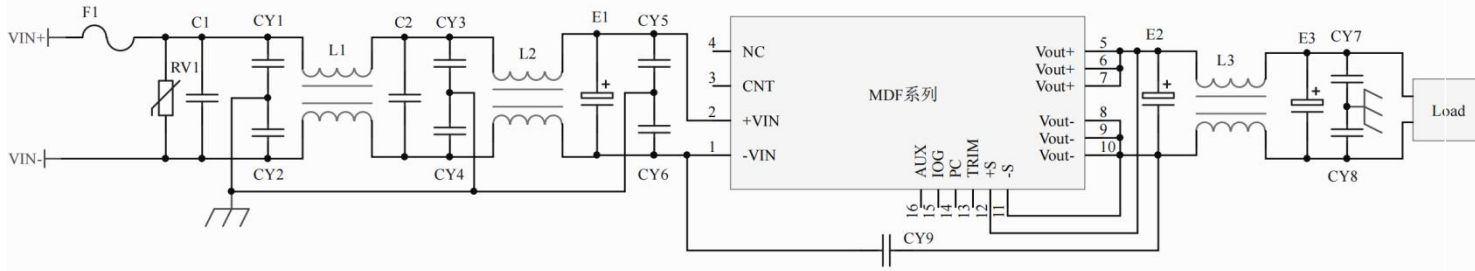 F1
C1
CY1
L1
C2
CY3
L2
E1
CY5
VIN+
RV1
VIN-
CY2
CY4
CY6
4 NC
3 CNT
2 +VIN
1 -VIN
MDF系列
Vout+ 5
Vout+ 6
Vout+ 7
Vout- 8
Vout- 9
Vout- 10
AUX
IOG
PC
TRIM
+S
-S
16
15
14
13
12
11
CY9
E2
L3
E3
CY7
CY8
Load
+
+
+